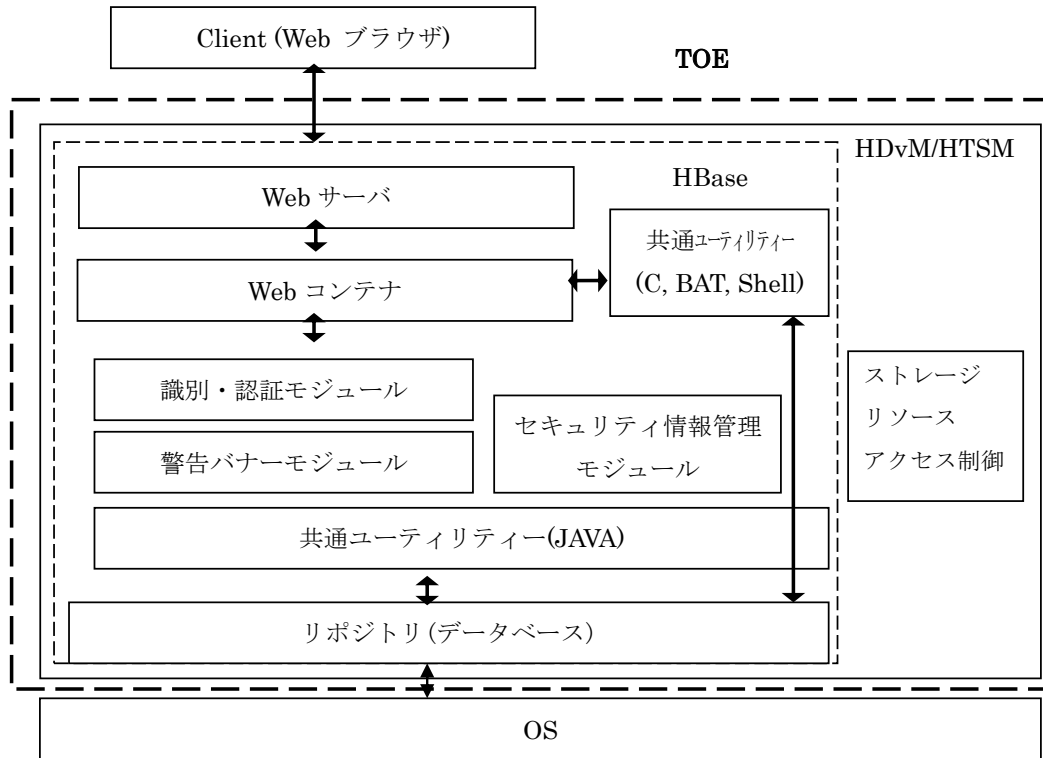 Client (Web ブラウザ)
TOE
HDvM/HTSM
HBase
Web サーバ
共通ユーティリティー
(C, BAT, Shell)
Web コンテナ
識別・認証モジュール
セキュリティ情報管理
モジュール
警告バナーモジュール
ストレージ
リソース
アクセス制御
共通ユーティリティー(JAVA)
リポジトリ(データベース)
OS